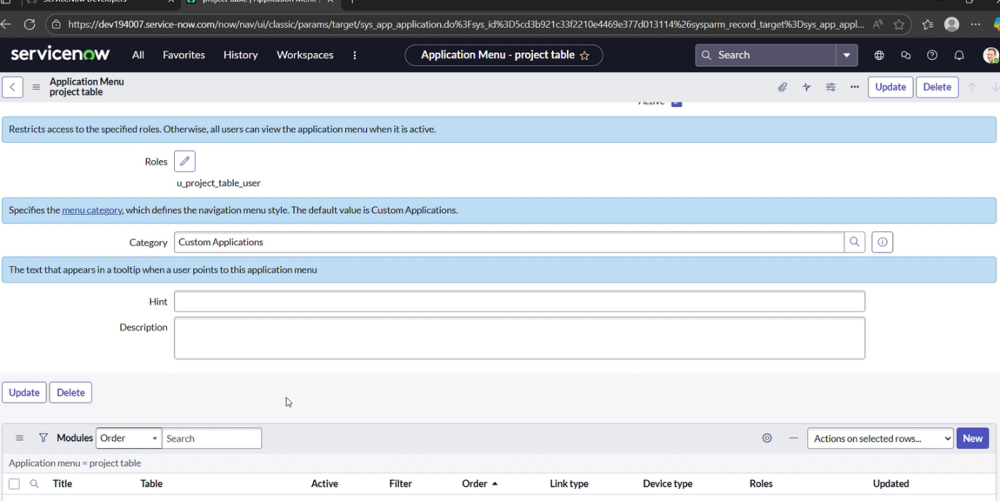 ServiceNow Developers
project table | Application Menu
https://dev194007.service-now.com/now/nav/ui/classic/params/target/sys_app_application.do%3Fsys_id%3D5cd3b921c33f2210e4469e377d013114%26sysparm_record_target%3Dsys_app_appl...
servicenow All Favorites History Workspaces Application Menu - project table Search
Application Menu
project table
Update Delete
Active
Restricts access to the specified roles. Otherwise, all users can view the application menu when it is active.
Roles
u_project_table_user
Specifies the menu category, which defines the navigation menu style. The default value is Custom Applications.
Category Custom Applications
The text that appears in a tooltip when a user points to this application menu
Hint
Description
Update Delete
Modules Order Search Actions on selected rows... New
Application menu = project table
Title Table Active Filter Order Link type Device type Roles Updated